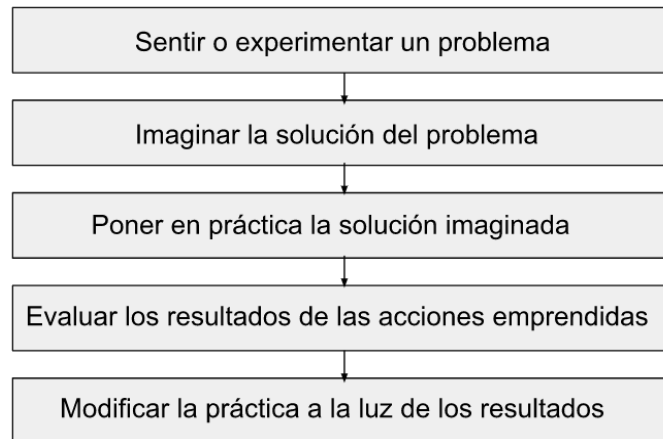 Sentir o experimentar un problema
Imaginar la solución del problema
Poner en práctica la solución imaginada
Evaluar los resultados de las acciones emprendidas
Modificar la práctica a la luz de los resultados